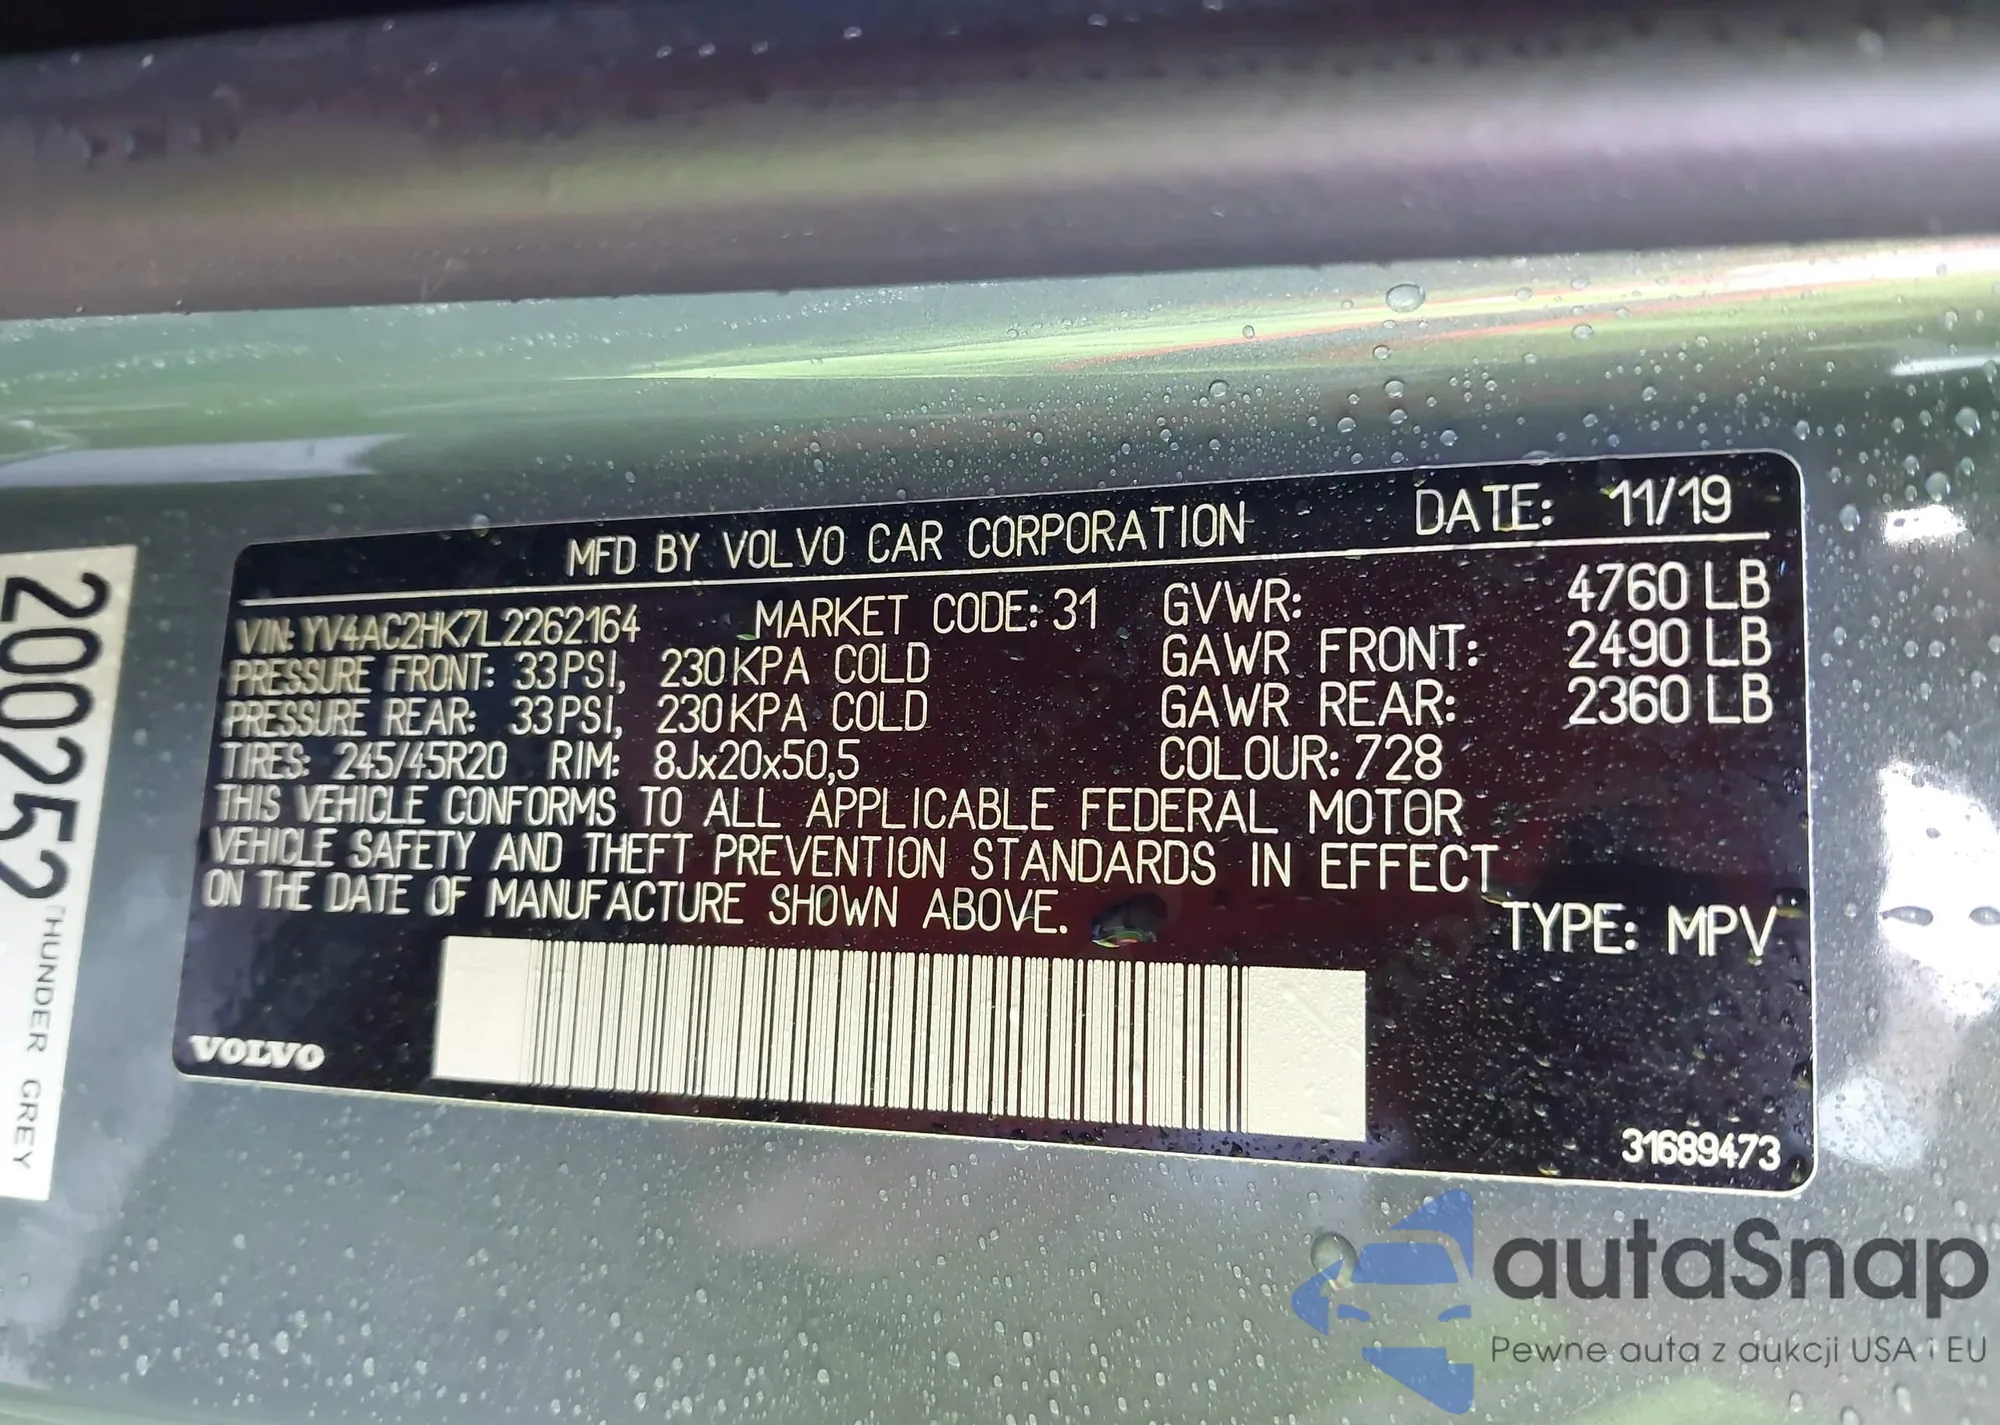 MFD BY VOLVO CAR CORPORATION DATE: 11/19
VIN: YV4AC2HK7L2262164 MARKET CODE: 31 GVWR: 4760 LB
PRESSURE FRONT: 33 PSI, 230 KPA COLD GAWR FRONT: 2490 LB
PRESSURE REAR: 33 PSI, 230 KPA COLD GAWR REAR: 2360 LB
TIRES: 245/45R20 RIM: 8Jx20x50,5 COLOUR: 728
THIS VEHICLE CONFORMS TO ALL APPLICABLE FEDERAL MOTOR
VEHICLE SAFETY AND THEFT PREVENTION STANDARDS IN EFFECT
ON THE DATE OF MANUFACTURE SHOWN ABOVE.
TYPE: MPV
VOLVO
31689473
200252
THUNDER GREY
autaSnap
Pewne auta z aukcji USA i EU